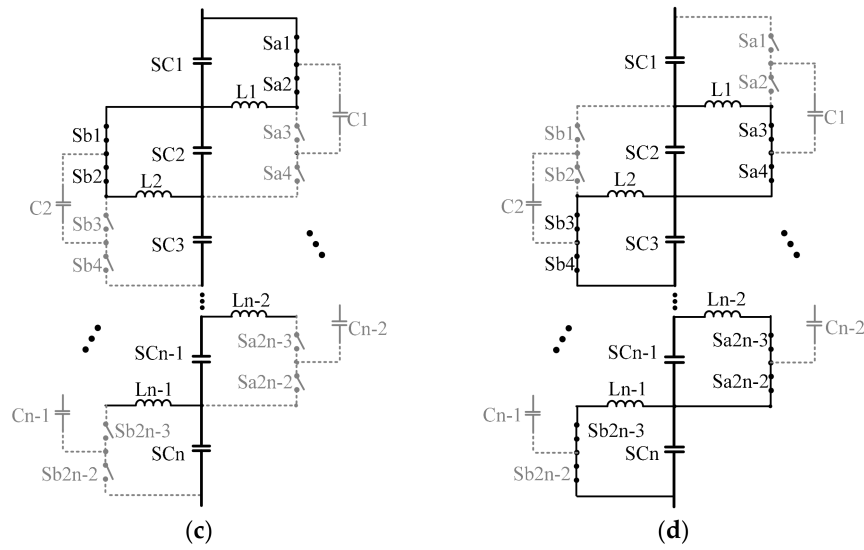 Sa1
SC1
Sa2
L1
C1
Sb1
Sa3
SC2
Sa4
Sb2
L2
C2
Sb3
SC3
Sb4
Ln-2
Cn-2
Sa2n-3
SCn-1
Sa2n-2
Ln-1
Cn-1
Sb2n-3
SCn
Sb2n-2
(c)
Sa1
SC1
Sa2
L1
C1
Sb1
Sa3
SC2
Sa4
Sb2
L2
C2
Sb3
SC3
Sb4
Ln-2
Cn-2
Sa2n-3
SCn-1
Sa2n-2
Ln-1
Cn-1
Sb2n-3
SCn
Sb2n-2
(d)